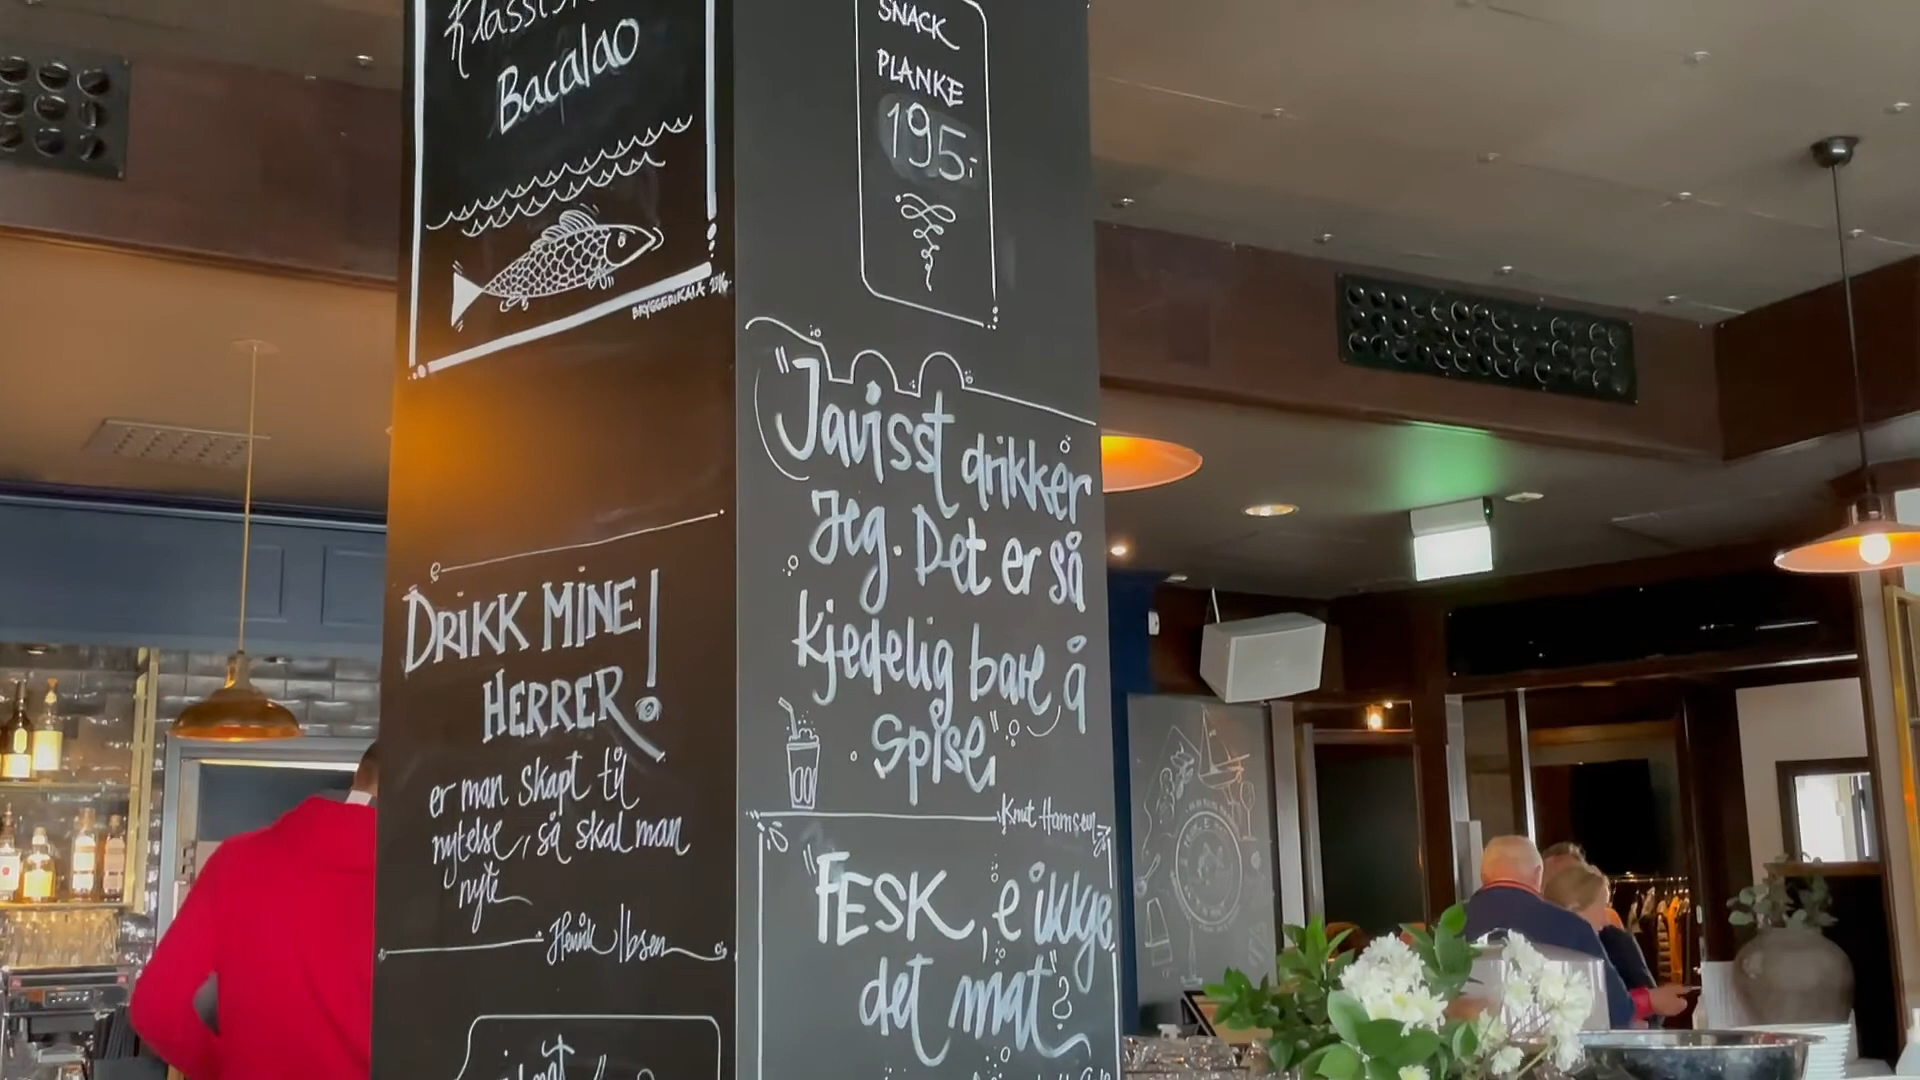 Bacalao
BRYGGERIKAIA
DRIKK MINE
HERRER!
er man skapt til
nytelse, så skal man
nyte
Henrik Ibsen
SNACK
PLANKE
195,-
"Javisst drikker
jeg. Det er så
kjedelig bare å
spise."
Knut Hamsun
"FESK, e ikkje
det mat"?